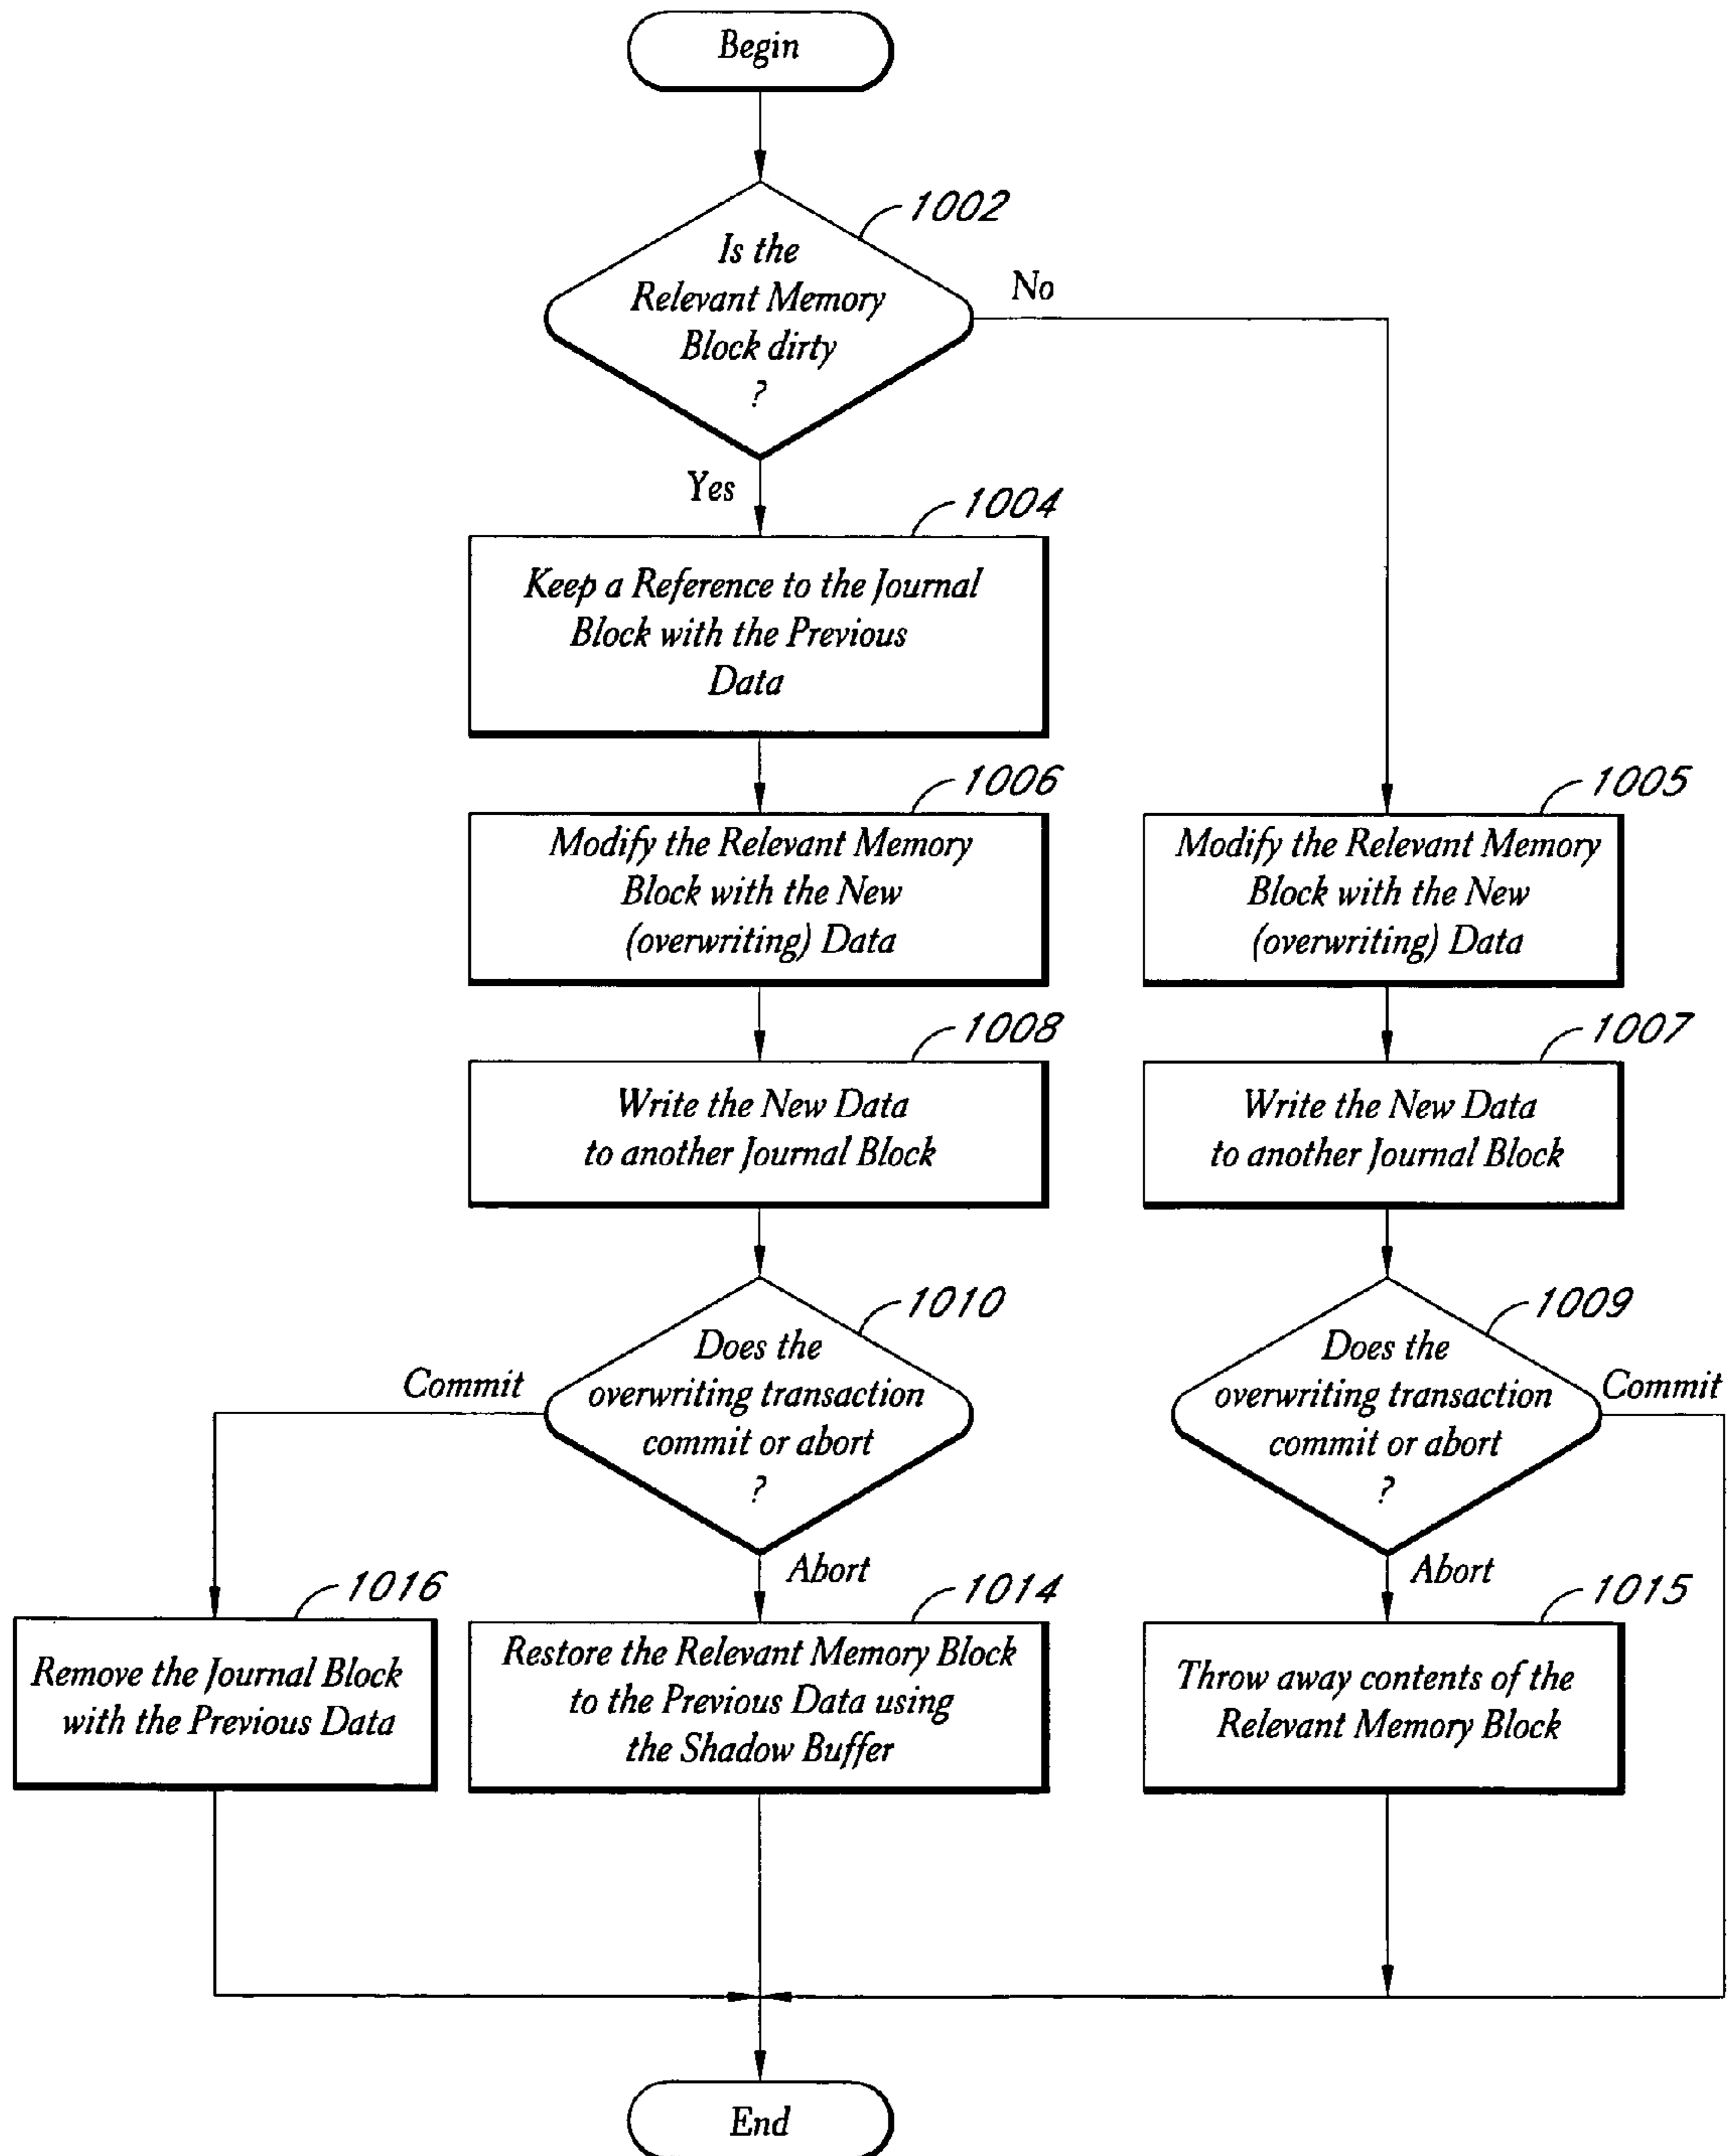 Begin
1002
Is the
Relevant Memory
Block dirty
?
No
Yes
1004
Keep a Reference to the Journal
Block with the Previous
Data
1006
Modify the Relevant Memory
Block with the New
(overwriting) Data
1005
Modify the Relevant Memory
Block with the New
(overwriting) Data
1008
Write the New Data
to another Journal Block
1007
Write the New Data
to another Journal Block
1010
Does the
overwriting transaction
commit or abort
?
Commit
Abort
1009
Does the
overwriting transaction
commit or abort
?
Commit
Abort
1016
Remove the Journal Block
with the Previous Data
1014
Restore the Relevant Memory Block
to the Previous Data using
the Shadow Buffer
1015
Throw away contents of the
Relevant Memory Block
End